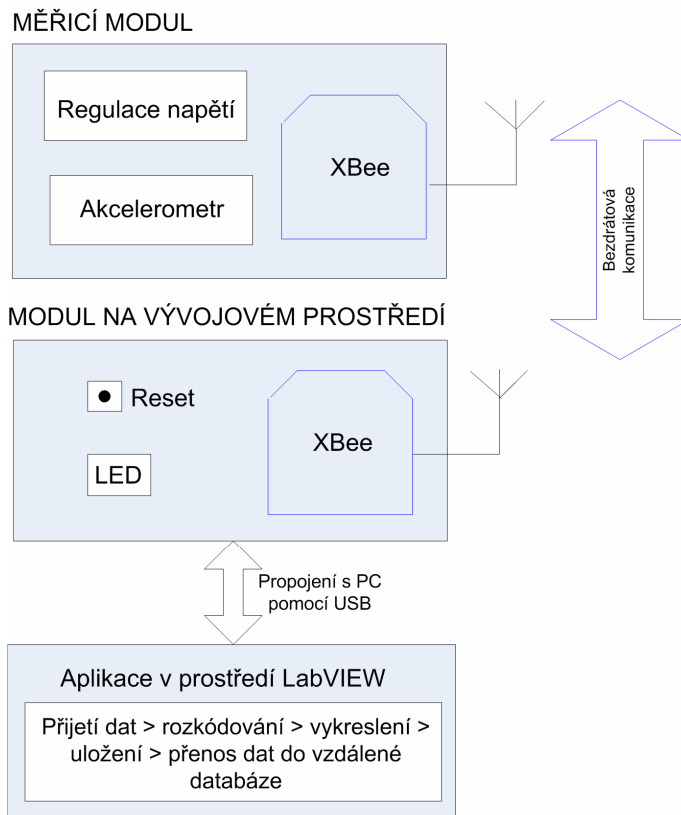 MĚŘICÍ MODUL
Regulace napětí
XBee
Akcelerometr
Bezdrátová
komunikace
MODUL NA VÝVOJOVÉM PROSTŘEDÍ
Reset
XBee
LED
Propojení s PC
pomocí USB
Aplikace v prostředí LabVIEW
Přijetí dat > rozkódování > vykreslení >
uložení > přenos dat do vzdálené
databáze